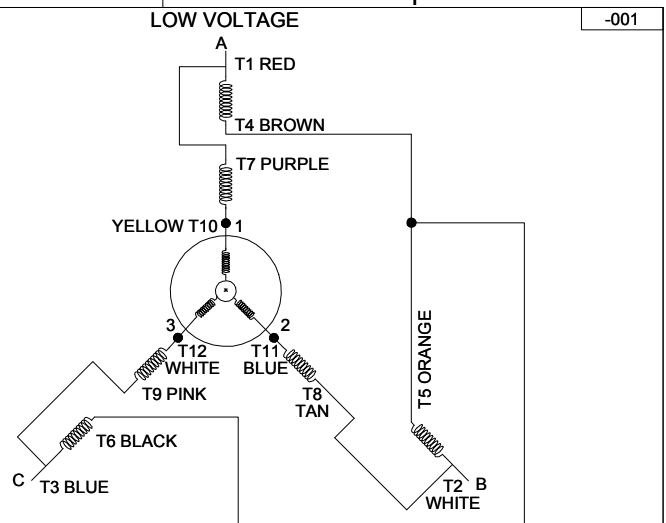 LOW VOLTAGE
-001
A
T1 RED
T4 BROWN
T7 PURPLE
YELLOW T10
1
3
2
T12
WHITE
T11
BLUE
T5 ORANGE
T9 PINK
T8
TAN
T6 BLACK
C
T3 BLUE
T2
WHITE
B